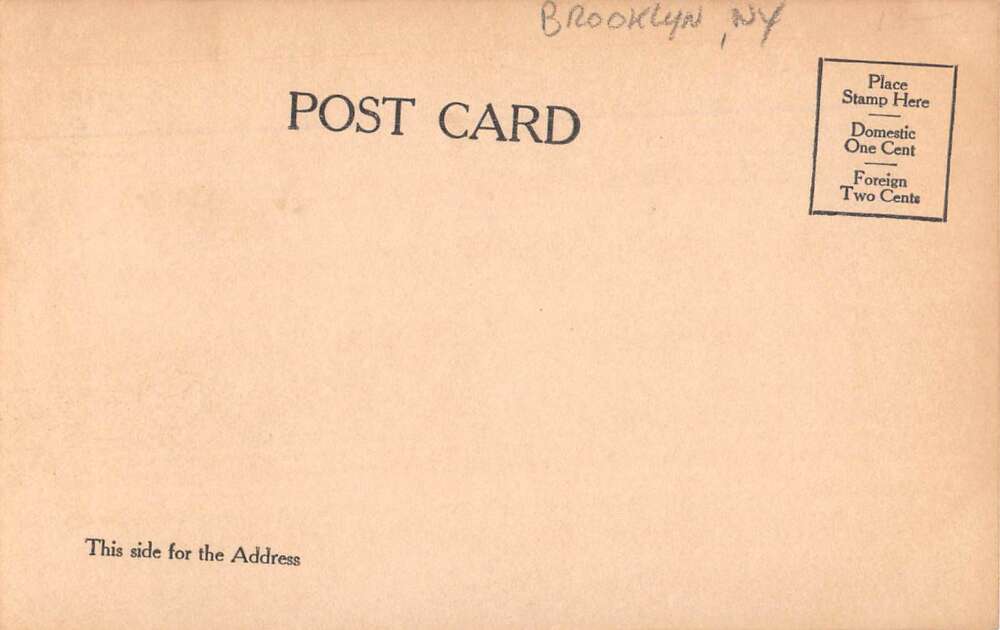 BROOKLYN, NY
POST CARD
Place
Stamp Here
Domestic
One Cent
Foreign
Two Cents
This side for the Address